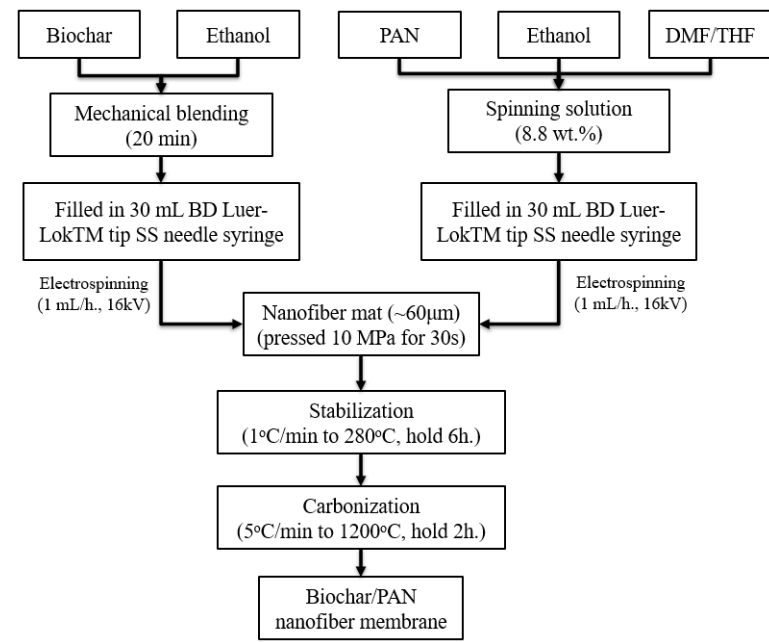 Biochar
Ethanol
PAN
Ethanol
DMF/THF
Mechanical blending
(20 min)
Spinning solution
(8.8 wt.%)
Filled in 30 mL BD Luer-
LokTM tip SS needle syringe
Filled in 30 mL BD Luer-
LokTM tip SS needle syringe
Electrospinning
(1 mL/h., 16kV)
Electrospinning
(1 mL/h., 16kV)
Nanofiber mat (~60μm)
(pressed 10 MPa for 30s)
Stabilization
(1°C/min to 280°C, hold 6h.)
Carbonization
(5°C/min to 1200°C, hold 2h.)
Biochar/PAN
nanofiber membrane